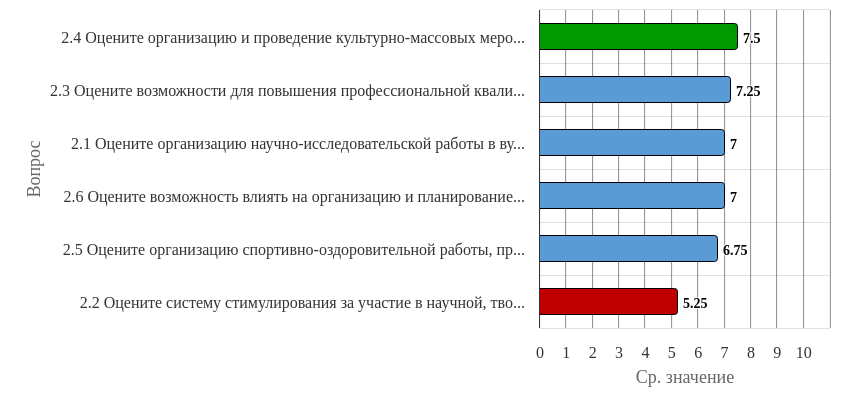 2.4 Оцените организацию и проведение культурно-массовых меро...
7.5
2.3 Оцените возможности для повышения профессиональной квали...
7.25
2.1 Оцените организацию научно-исследовательской работы в ву...
7
2.6 Оцените возможность влиять на организацию и планирование...
7
2.5 Оцените организацию спортивно-оздоровительной работы, пр...
6.75
2.2 Оцените систему стимулирования за участие в научной, тво...
5.25
Вопрос
0 1 2 3 4 5 6 7 8 9 10
Ср. значение